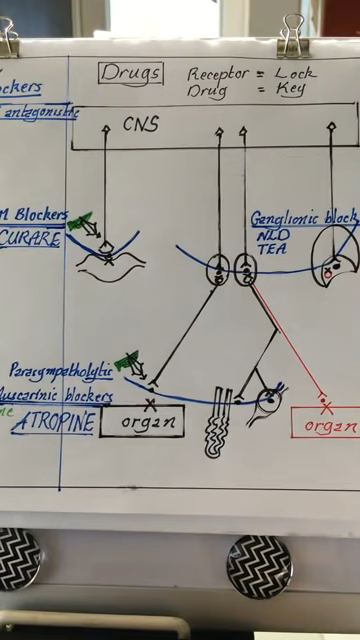 Drugs
Receptor = Lock
Drug = Key
ockers
antagonistic
CNS
M Blockers
CURARE
Ganglionic block
NLD
TEA
Parasympatholytic
Muscarinic blockers
ATROPINE
organ
organ